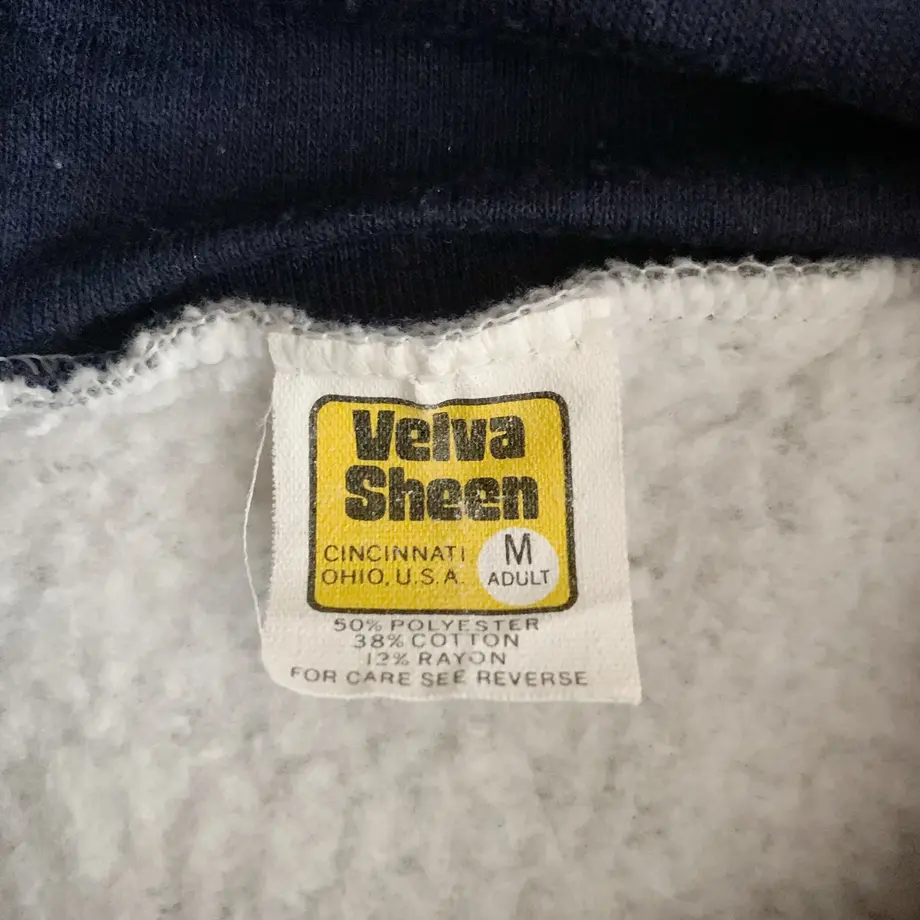 Velva
Sheen
CINCINNATI
OHIO, U.S.A.
M
ADULT
50% POLYESTER
38% COTTON
12% RAYON
FOR CARE SEE REVERSE